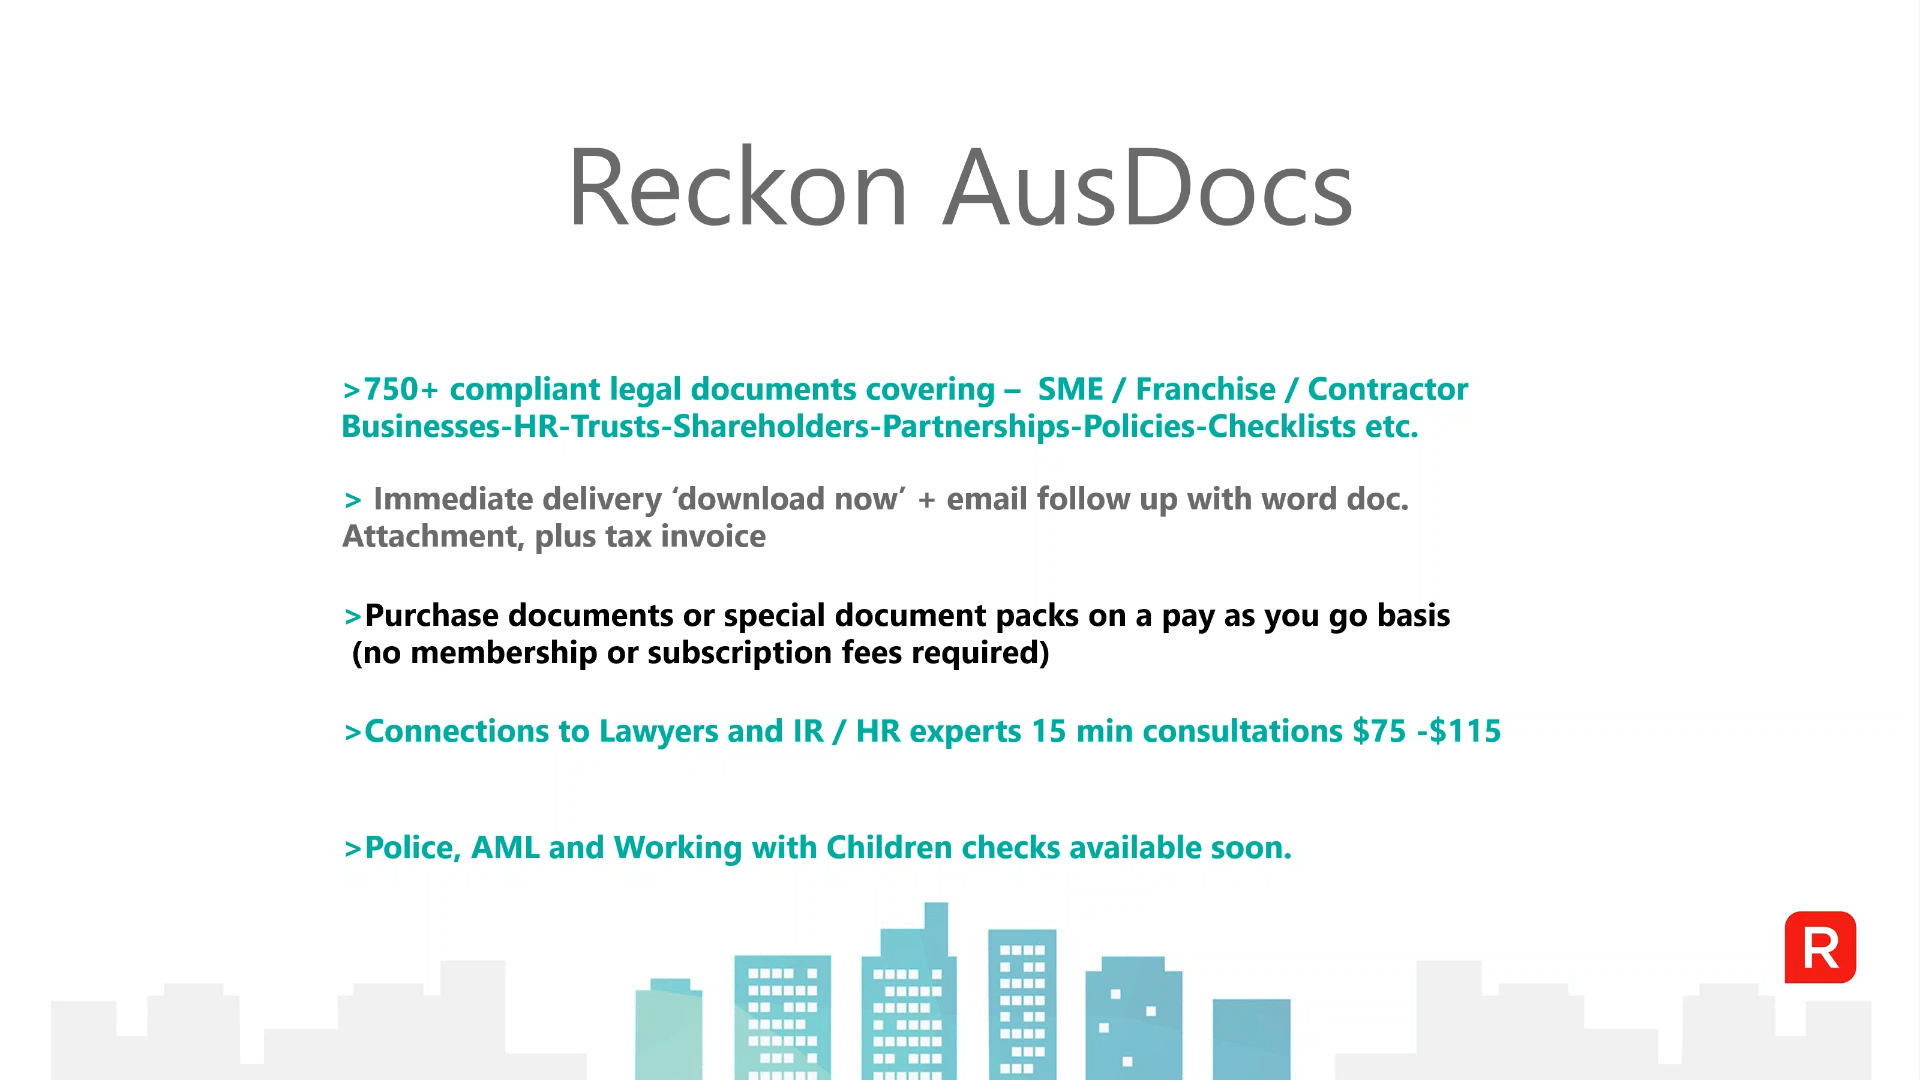 Reckon AusDocs
>750+ compliant legal documents covering –  SME / Franchise / Contractor
Businesses-HR-Trusts-Shareholders-Partnerships-Policies-Checklists etc.
> Immediate delivery ‘download now’ + email follow up with word doc.
Attachment, plus tax invoice
>Purchase documents or special document packs on a pay as you go basis
(no membership or subscription fees required)
>Connections to Lawyers and IR / HR experts 15 min consultations $75 -$115
>Police, AML and Working with Children checks available soon.
R